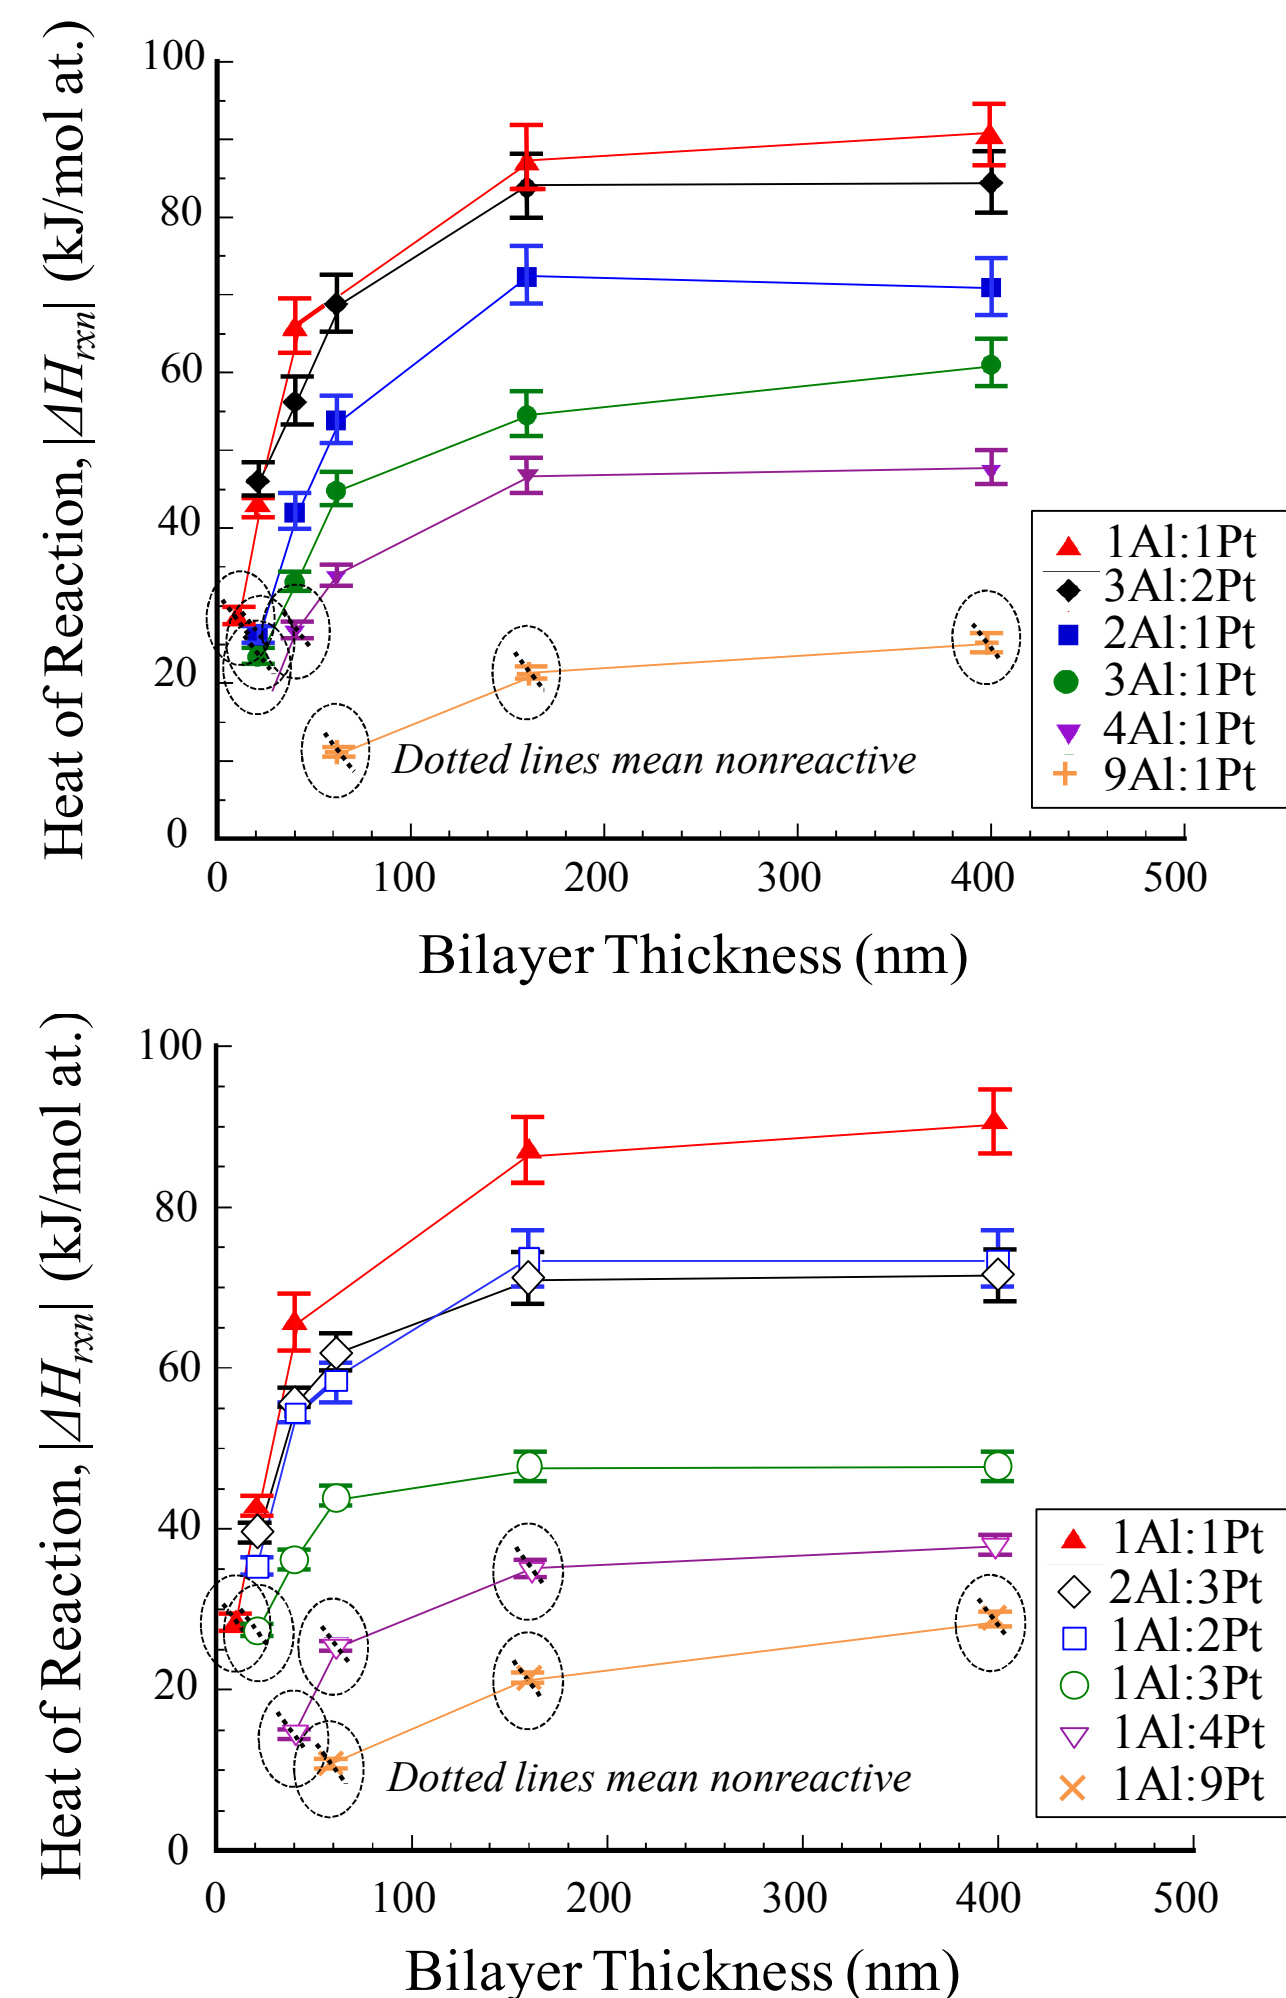 Heat of Reaction, |ΔHrxn| (kJ/mol at.)
100
80
60
40
20
0
1Al:1Pt
3Al:2Pt
2Al:1Pt
3Al:1Pt
4Al:1Pt
9Al:1Pt
Dotted lines mean nonreactive
0 100 200 300 400 500
Bilayer Thickness (nm)
Heat of Reaction, |ΔHrxn| (kJ/mol at.)
100
80
60
40
20
0
1Al:1Pt
2Al:3Pt
1Al:2Pt
1Al:3Pt
1Al:4Pt
1Al:9Pt
Dotted lines mean nonreactive
0 100 200 300 400 500
Bilayer Thickness (nm)